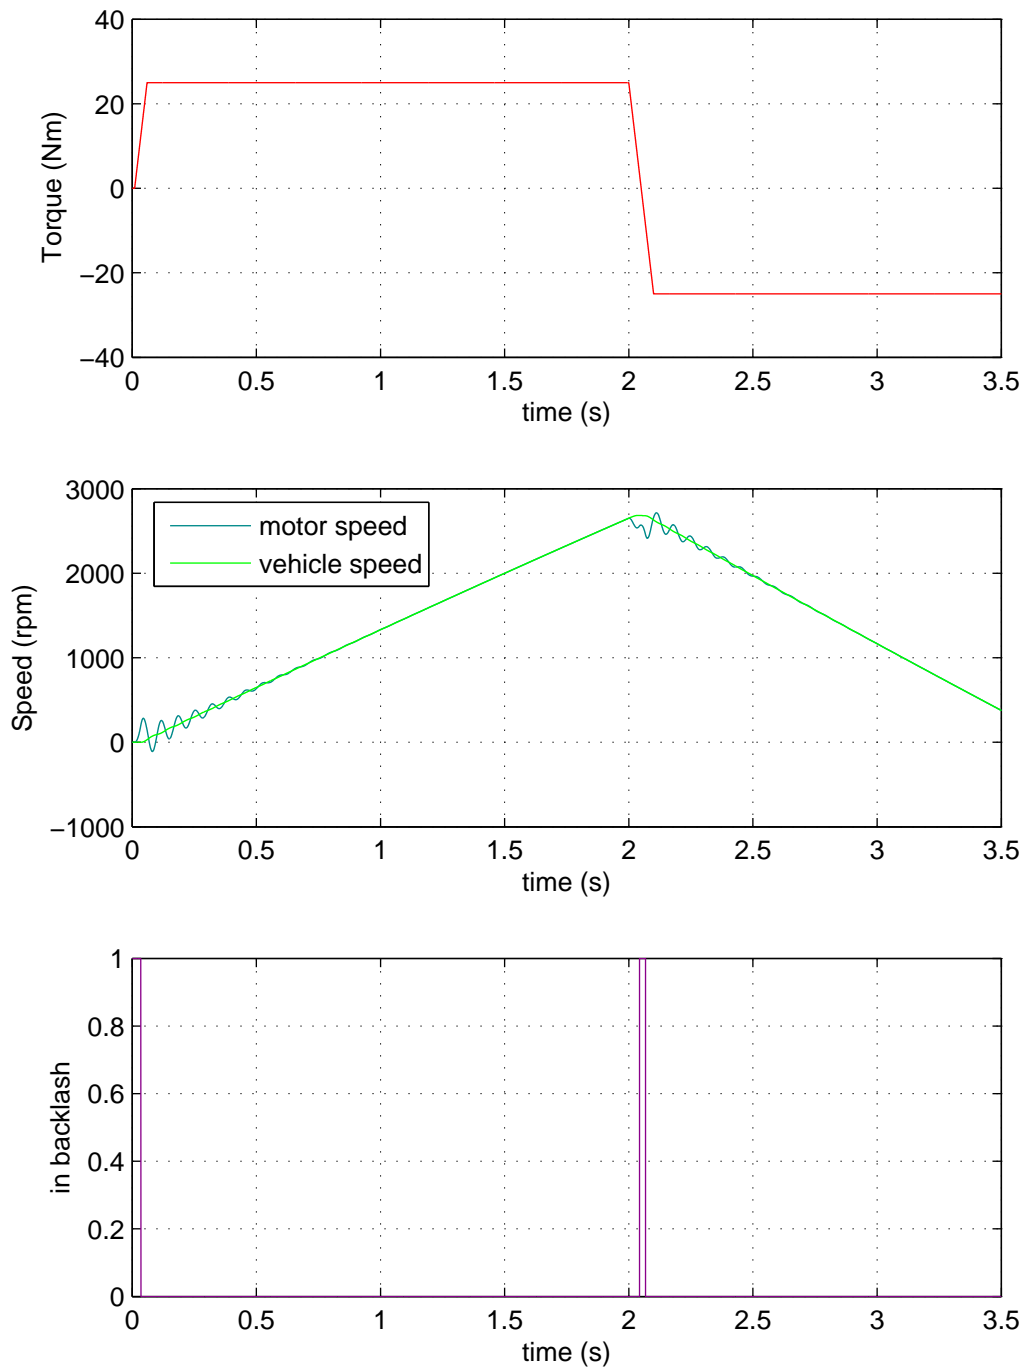 40
20
0
−20
−40
Torque (Nm)
0 0.5 1 1.5 2 2.5 3 3.5
time (s)
3000
2000
1000
0
−1000
Speed (rpm)
motor speed
vehicle speed
0 0.5 1 1.5 2 2.5 3 3.5
time (s)
1
0.8
0.6
0.4
0.2
0
in backlash
0 0.5 1 1.5 2 2.5 3 3.5
time (s)